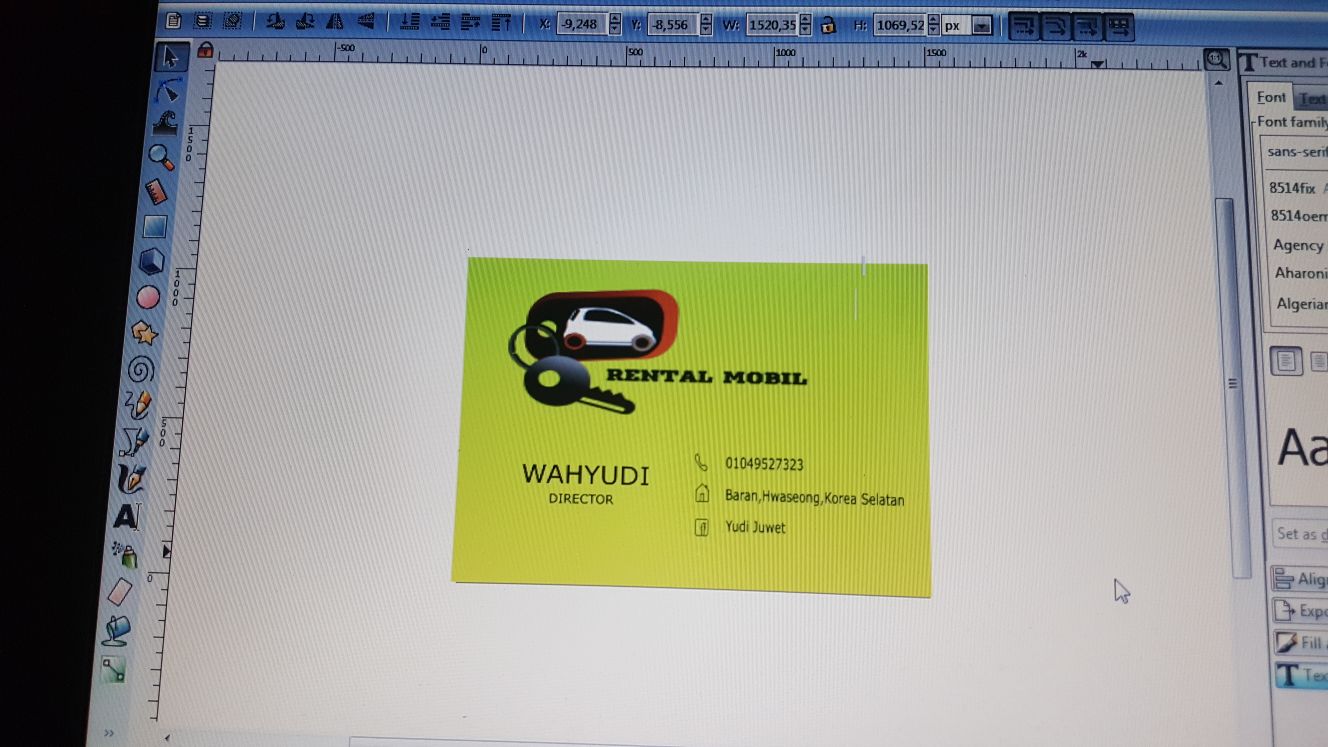 X: -9,248 Y: -8,556 W: 1520,35 H: 1069,52 px
-500 0 500 1000 1500 2k
1500
1000
500
0
Text and
Font Text
Font family
sans-serif
8514fix
8514oem
Agency
Aharoni
Algerian
Aa
Set as d
Align
Expo
Fill
Tex
RENTAL MOBIL
WAHYUDI
DIRECTOR
01049527323
Baran,Hwaseong,Korea Selatan
Yudi Juwet
A